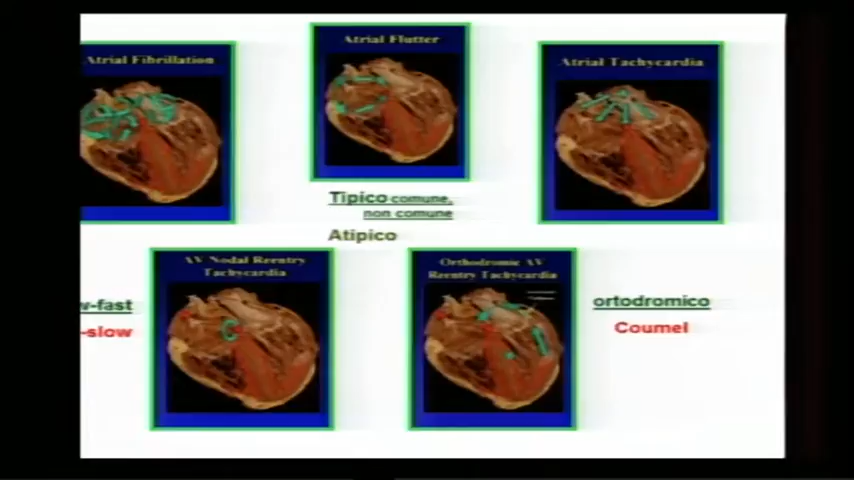 Atrial Fibrillation
Atrial Flutter
Atrial Tachycardia
Tipico comune,
non comune
Atipico
AV Nodal Reentry
Tachycardia
Orthodromic AV
Reentry Tachycardia
w-fast
-slow
ortodromico
Coumel